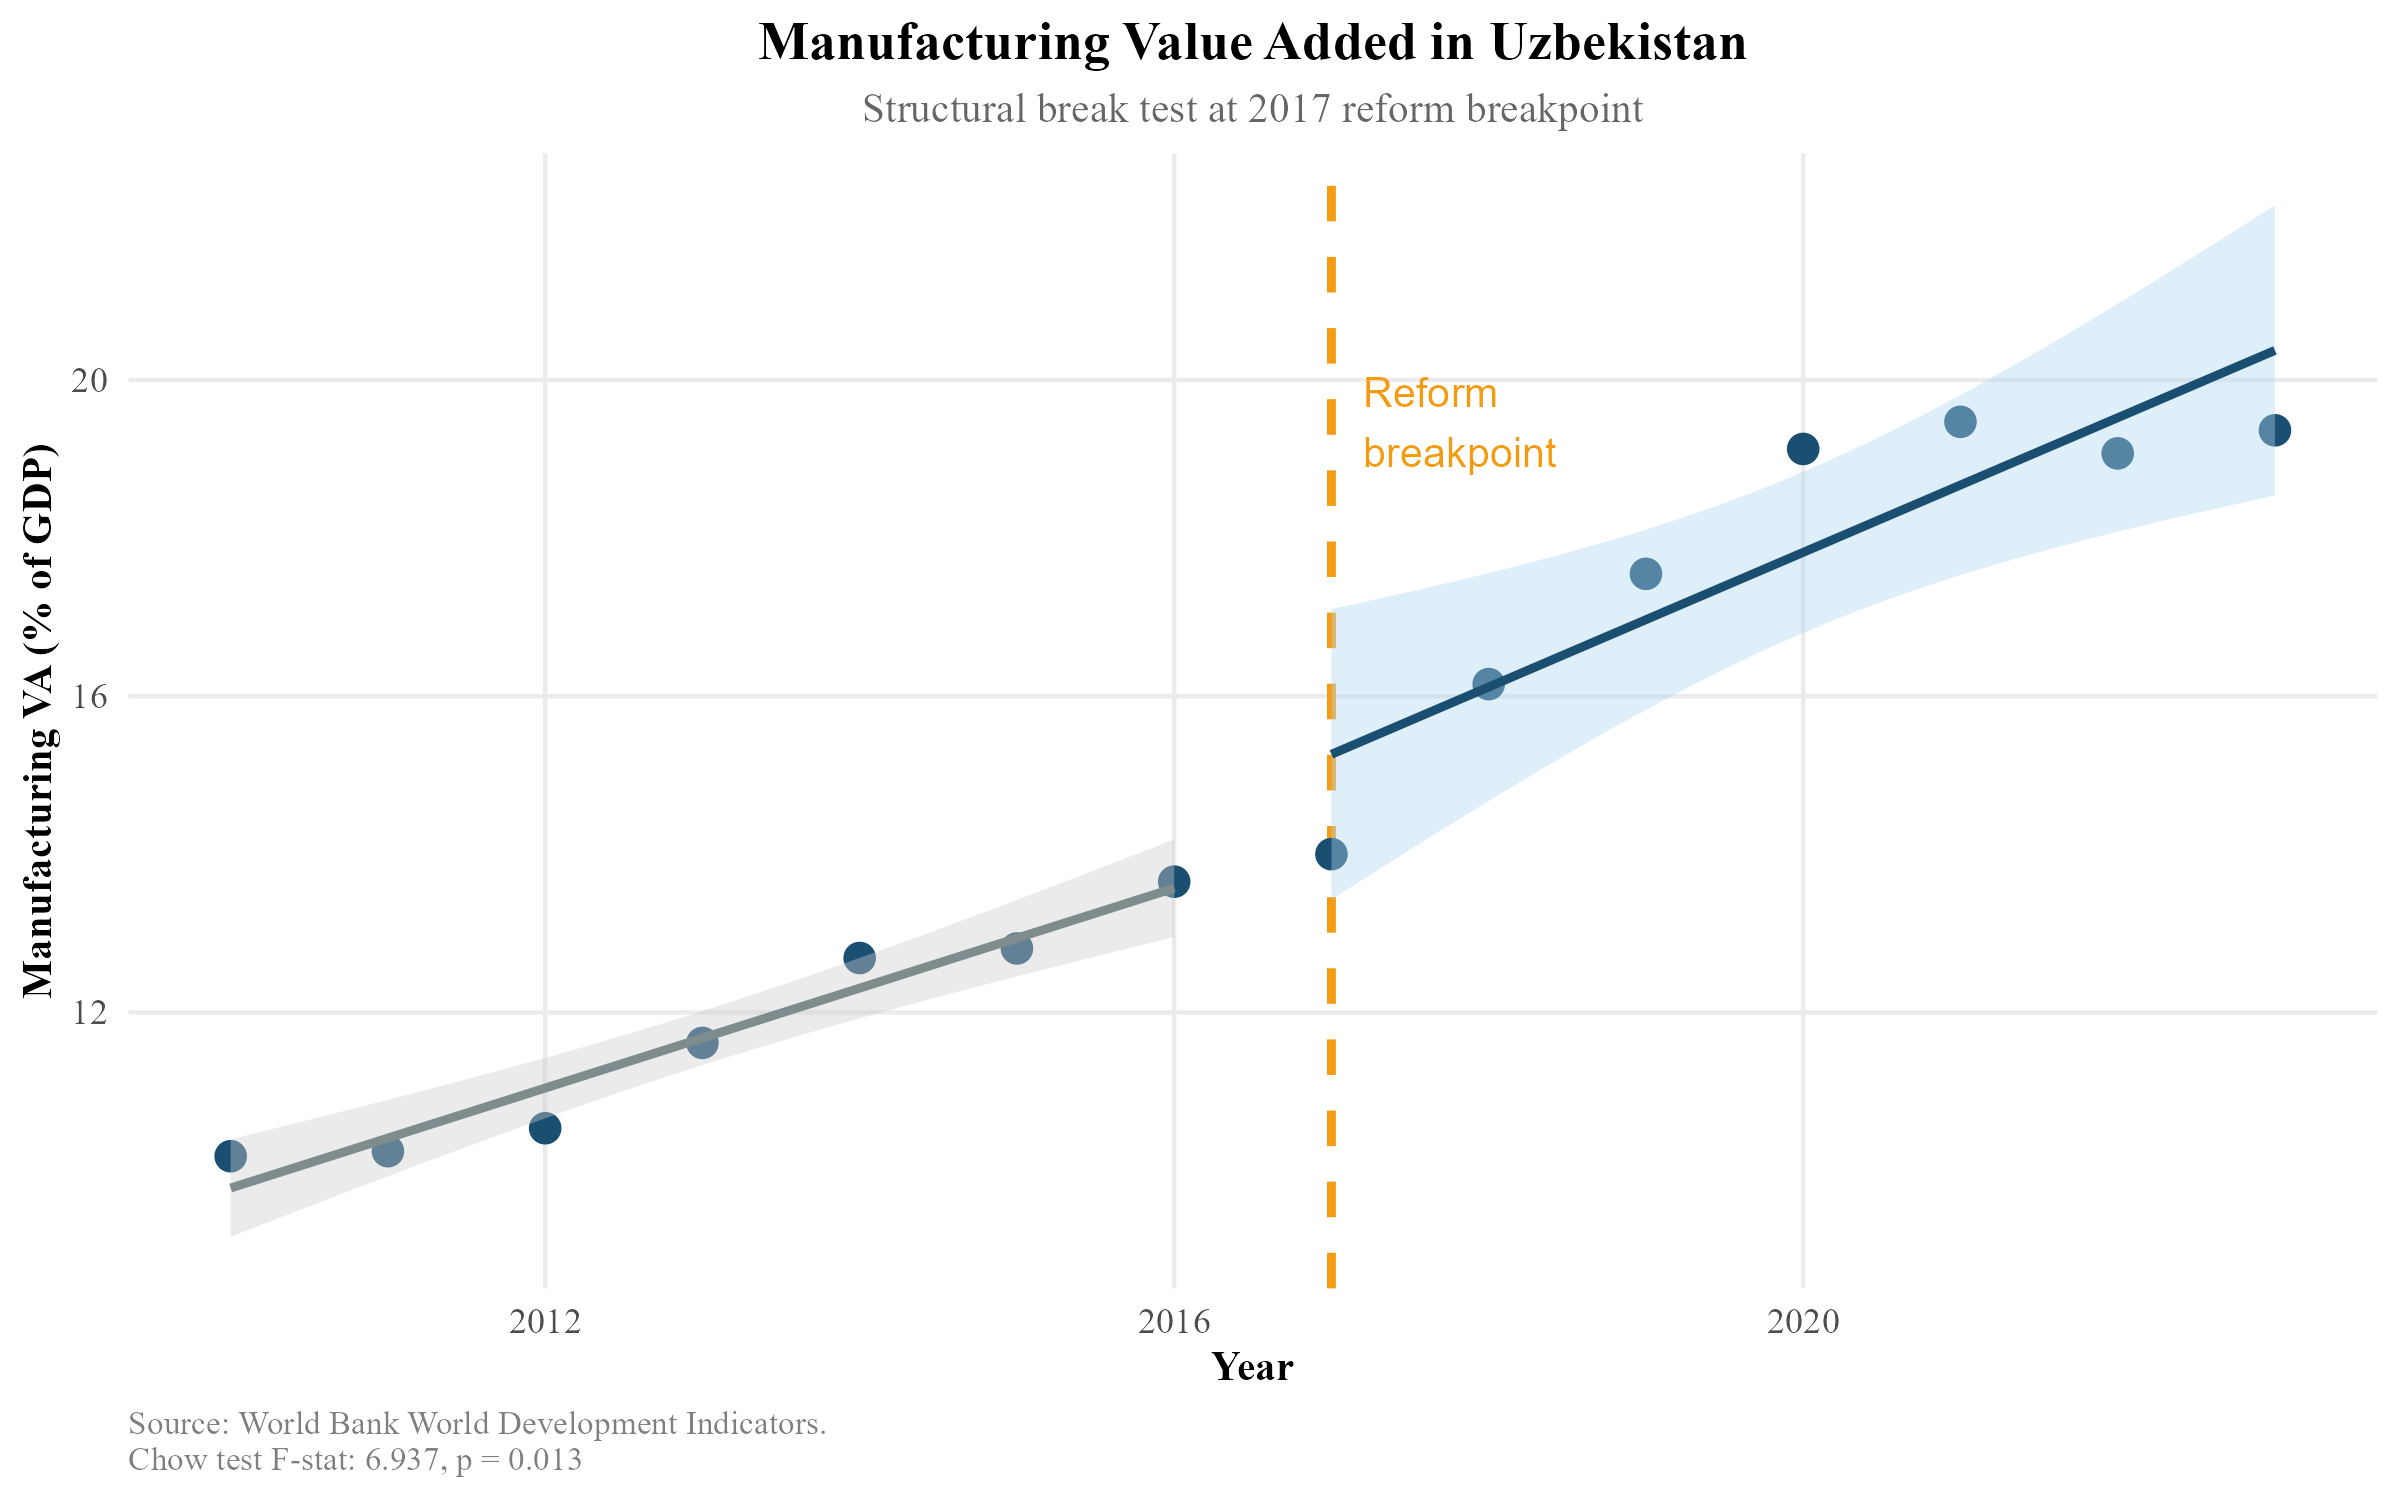 Manufacturing Value Added in Uzbekistan
Structural break test at 2017 reform breakpoint
Manufacturing VA (% of GDP)
20
16
12
Reform
breakpoint
2012
2016
2020
Year
Source: World Bank World Development Indicators.
Chow test F-stat: 6.937, p = 0.013